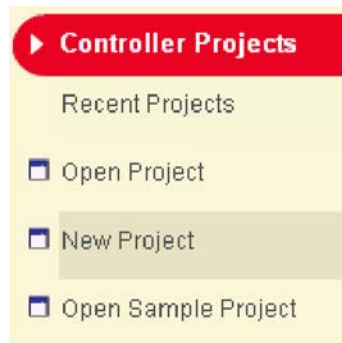 Controller Projects
Recent Projects
Open Project
New Project
Open Sample Project